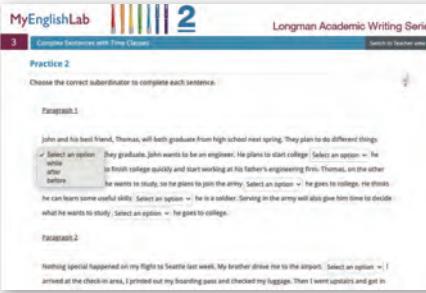 MyEnglishLab 2 Longman Academic Writing Serie
3 Complex Sentences with Time Clauses Switch to Teacher view
Practice 2
Choose the correct subordinator to complete each sentence.
Paragraph 1
John and his best friend, Thomas, will both graduate from high school next spring. They plan to do different things
✓ Select an option they graduate. John wants to be an engineer. He plans to start college Select an option he
while
after
before
to finish college quickly and start working at his father's engineering firm. Thomas, on the other
he wants to study, so he plans to join the army Select an option he goes to college. He thinks
he can learn some useful skills Select an option he is a soldier. Serving in the army will also give him time to decide
what he wants to study Select an option he goes to college.
Paragraph 2
Nothing special happened on my flight to Seattle last week. My brother drove me to the airport. Select an option I
arrived at the check-in area, I printed out my boarding pass and checked my luggage. Then I went upstairs and got in